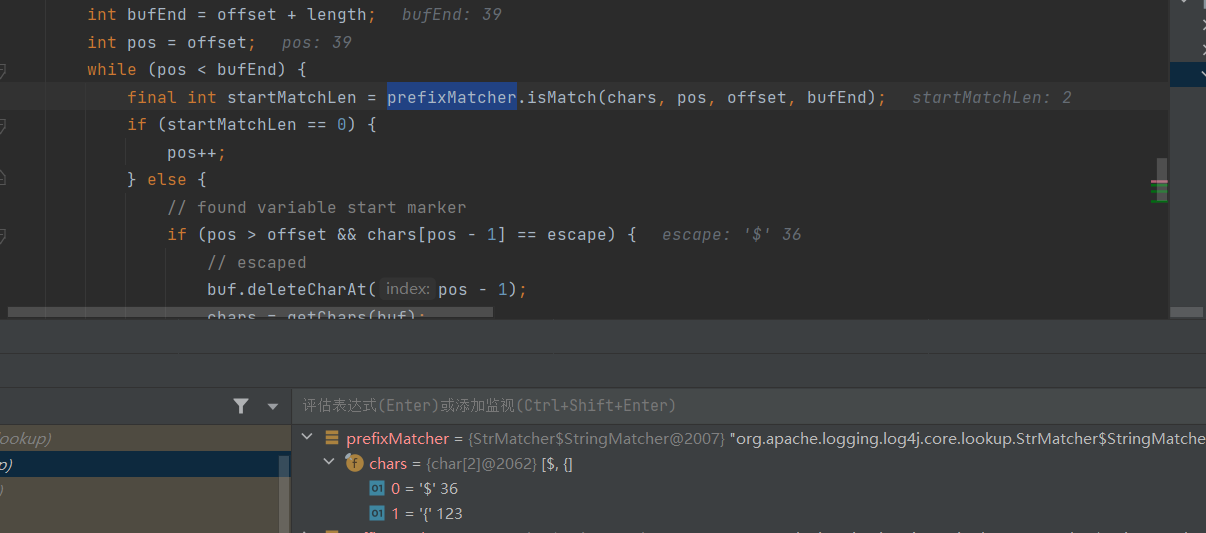 int bufEnd = offset + length;   bufEnd: 39
int pos = offset;   pos: 39
while (pos < bufEnd) {
final int startMatchLen = prefixMatcher.isMatch(chars, pos, offset, bufEnd);   startMatchLen: 2
if (startMatchLen == 0) {
pos++;
} else {
// found variable start marker
if (pos > offset && chars[pos - 1] == escape) {   escape: '$' 36
// escaped
buf.deleteCharAt( index: pos - 1);
chars = getChars(buf);
评估表达式(Enter)或添加监视(Ctrl+Shift+Enter)
ookup)
prefixMatcher = {StrMatcher$StringMatcher@2007} "org.apache.logging.log4j.core.lookup.StrMatcher$StringMatche
p)
chars = {char[2]@2062} [$, {]
)
0 = '$' 36
1 = '{' 123